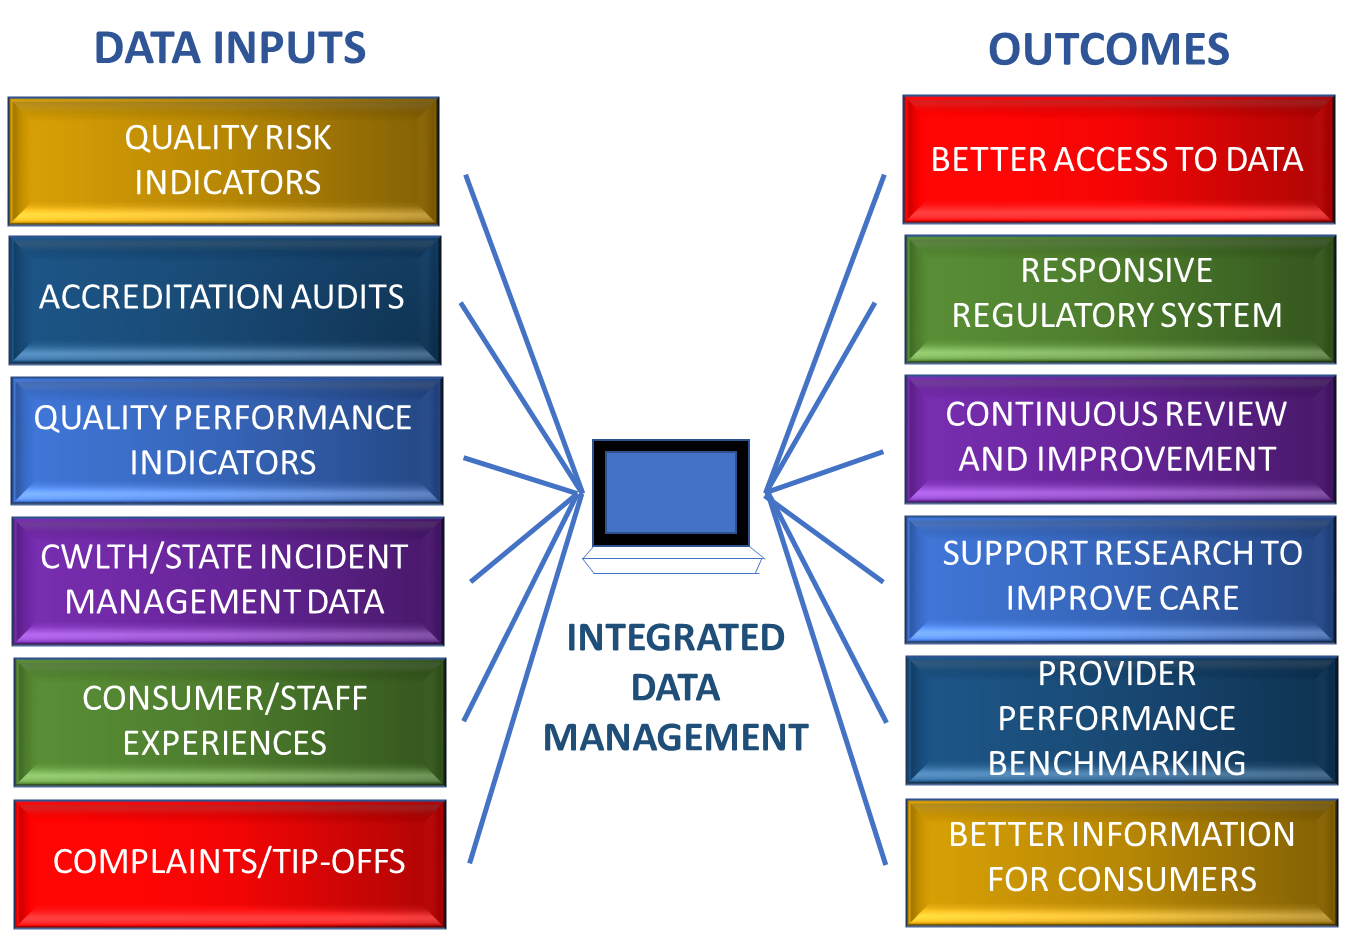 DATA INPUTS
QUALITY RISK
INDICATORS
ACCREDITATION AUDITS
QUALITY PERFORMANCE
INDICATORS
CWLTH/STATE INCIDENT
MANAGEMENT DATA
CONSUMER/STAFF
EXPERIENCES
COMPLAINTS/TIP-OFFS
INTEGRATED
DATA
MANAGEMENT
OUTCOMES
BETTER ACCESS TO DATA
RESPONSIVE
REGULATORY SYSTEM
CONTINUOUS REVIEW
AND IMPROVEMENT
SUPPORT RESEARCH TO
IMPROVE CARE
PROVIDER
PERFORMANCE
BENCHMARKING
BETTER INFORMATION
FOR CONSUMERS